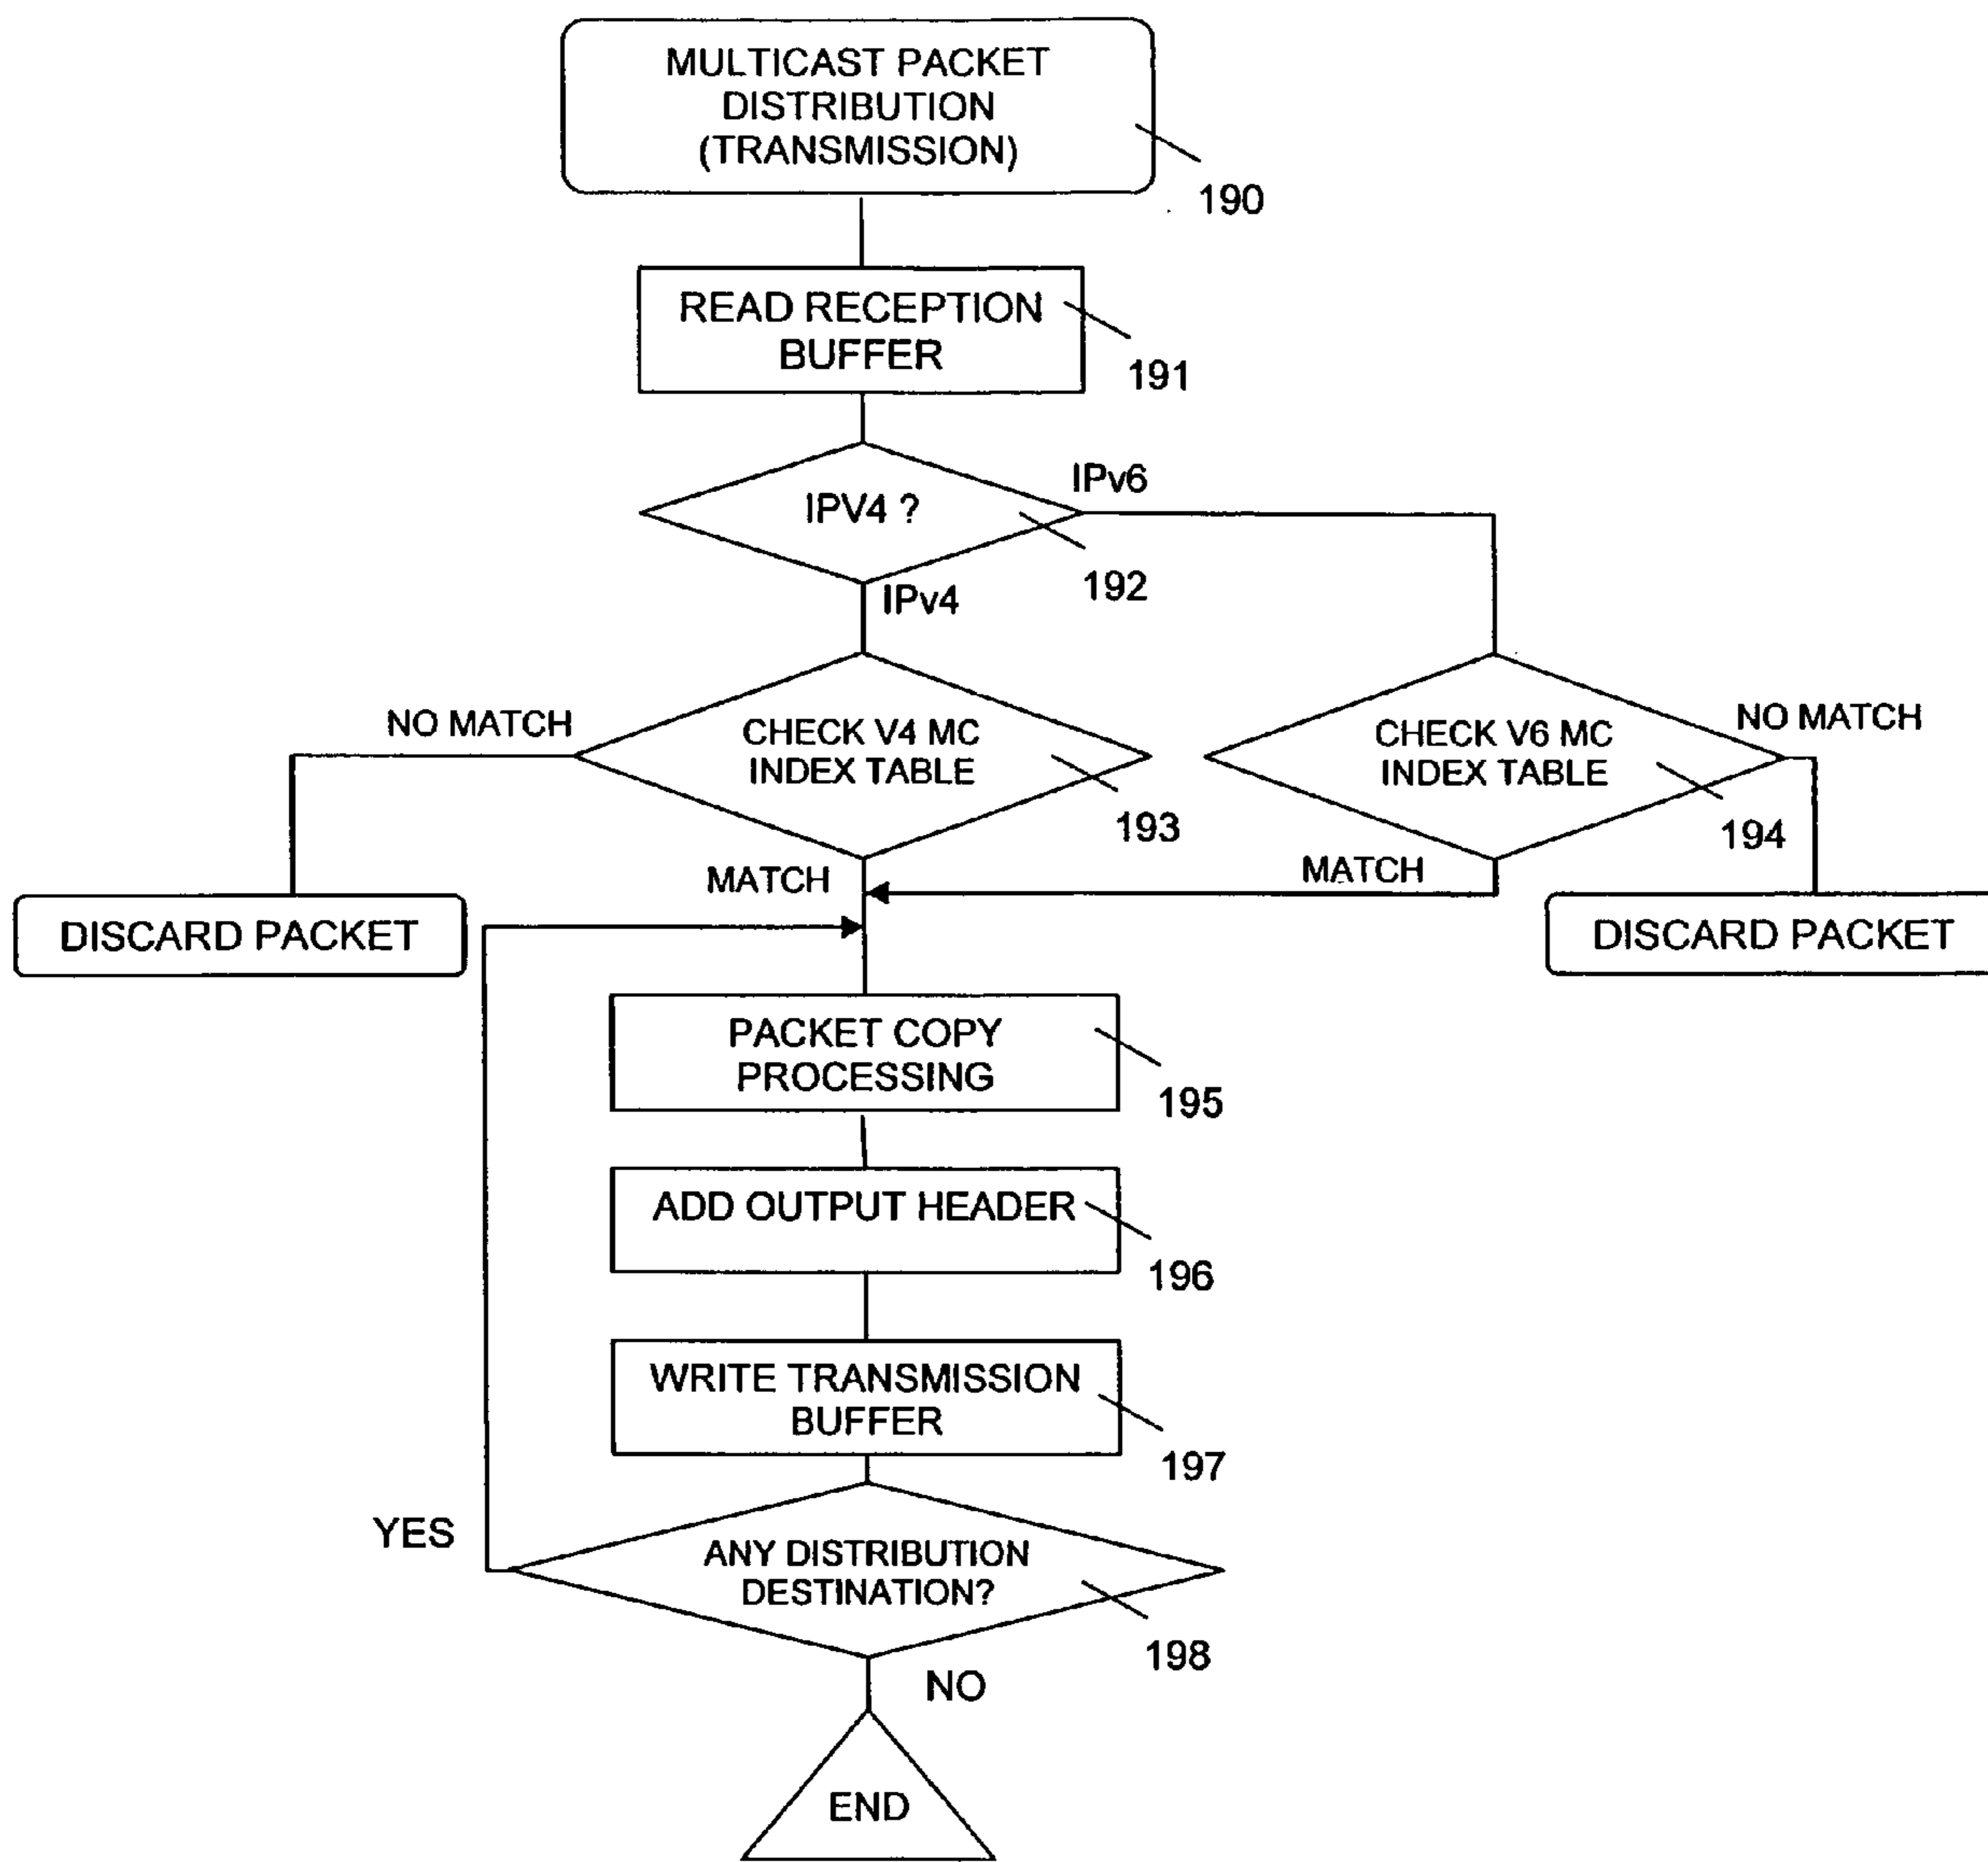 MULTICAST PACKET
DISTRIBUTION
(TRANSMISSION)
190
READ RECEPTION
BUFFER
191
IPV4 ?
IPv6
192
IPv4
NO MATCH
CHECK V4 MC
INDEX TABLE
193
CHECK V6 MC
INDEX TABLE
NO MATCH
194
MATCH
MATCH
DISCARD PACKET
DISCARD PACKET
PACKET COPY
PROCESSING
195
ADD OUTPUT HEADER
196
WRITE TRANSMISSION
BUFFER
197
YES
ANY DISTRIBUTION
DESTINATION?
198
NO
END